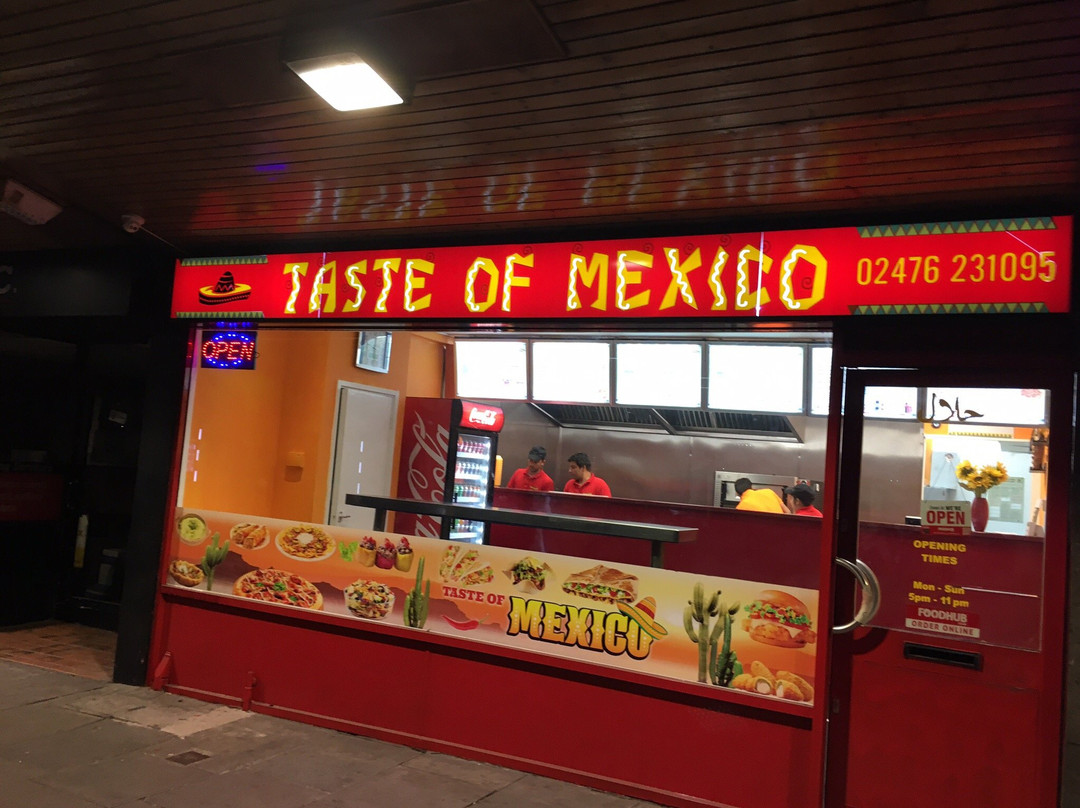 TASTE OF MEXICO
02476 231095
OPEN
Coca-Cola
حلال
OPEN
OPENING
TIMES
Mon - Sun
5pm - 11 pm
FOODHUB
ORDER ONLINE
TASTE OF
MEXICO